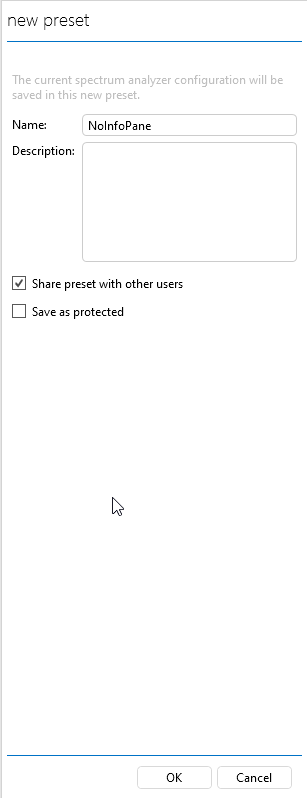 new preset
The current spectrum analyzer configuration will be
saved in this new preset.
Name: NoInfoPane
Description:
Share preset with other users
Save as protected
OK Cancel